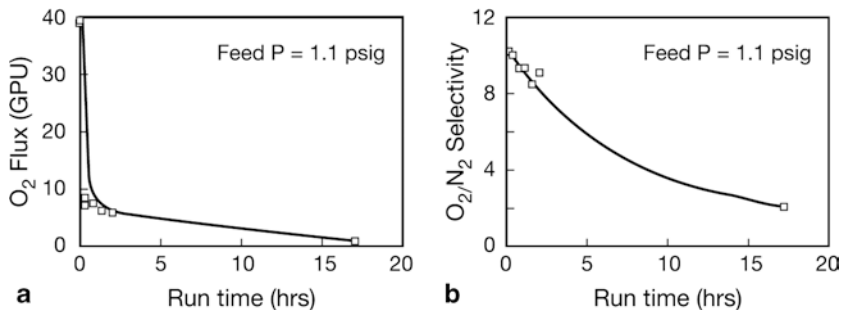 O2 Flux (GPU)
40
30
20
10
0
Feed P = 1.1 psig
0
5
10
15
20
a
Run time (hrs)
O2/N2 Selectivity
12
8
4
0
Feed P = 1.1 psig
0
5
10
15
20
b
Run time (hrs)